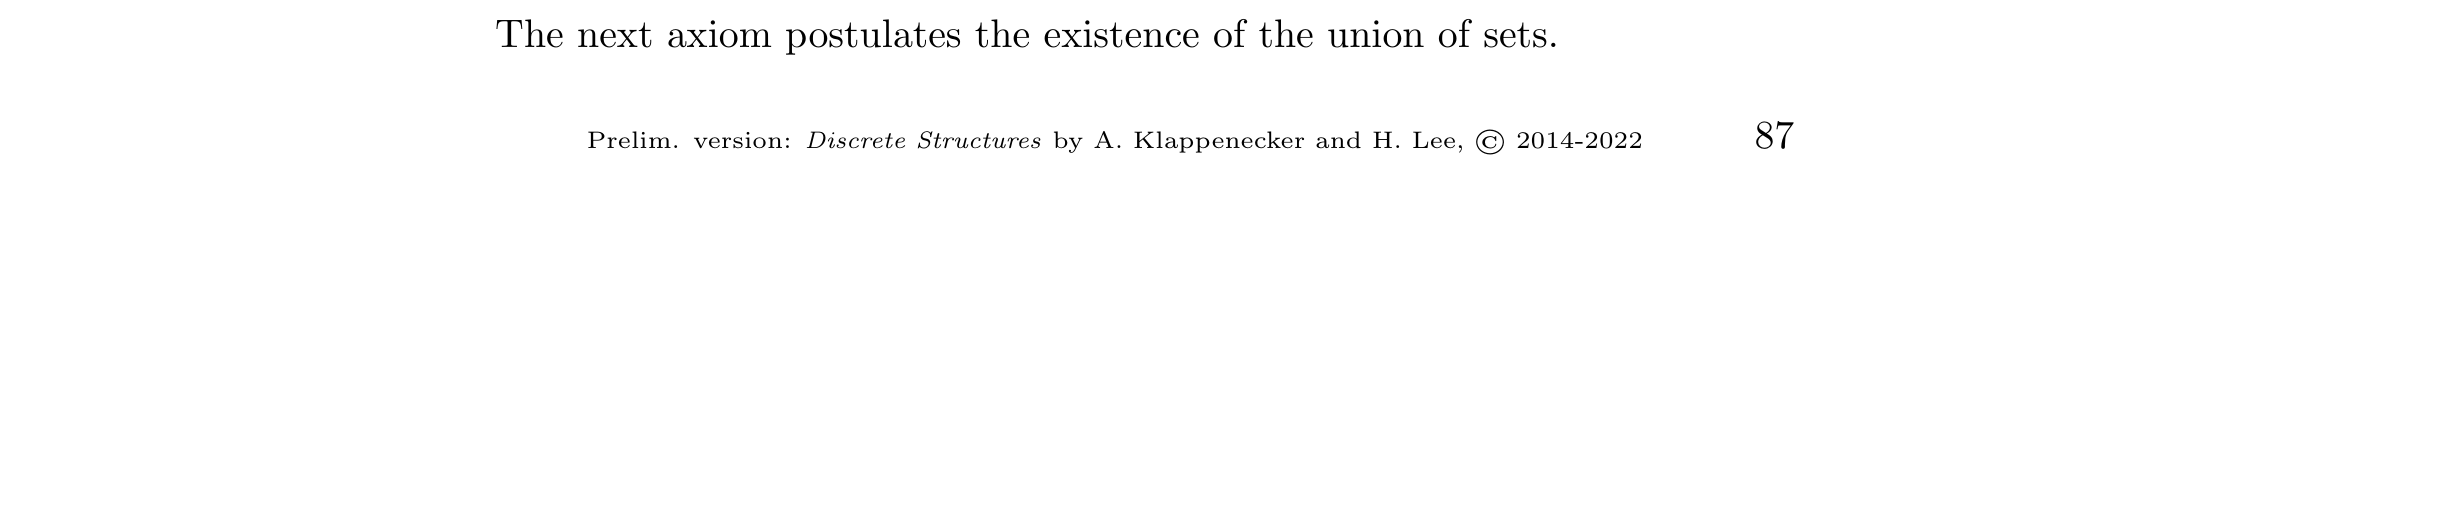 The next axiom postulates the existence of the union of sets.
Prelim. version: Discrete Structures by A. Klappenecker and H. Lee, © 2014-2022 87